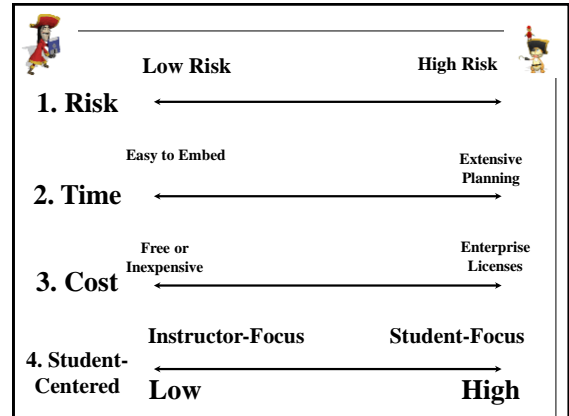 Low Risk High Risk
1. Risk
Easy to Embed Extensive
Planning
2. Time
Free or Enterprise
Inexpensive Licenses
3. Cost
Instructor-Focus Student-Focus
4. Student-
Centered
Low High